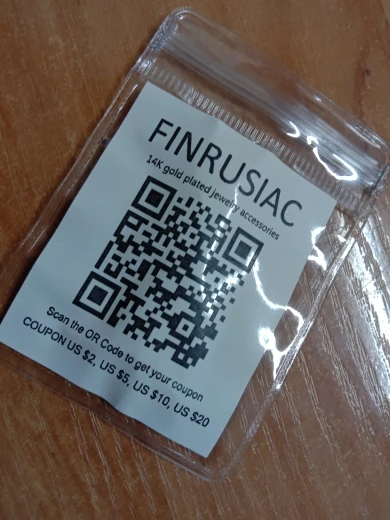 FINRUSIAC
14K gold plated jewelry accessories
Scan the QR Code to get your coupon
COUPON US $2, US $5, US $10, US $20